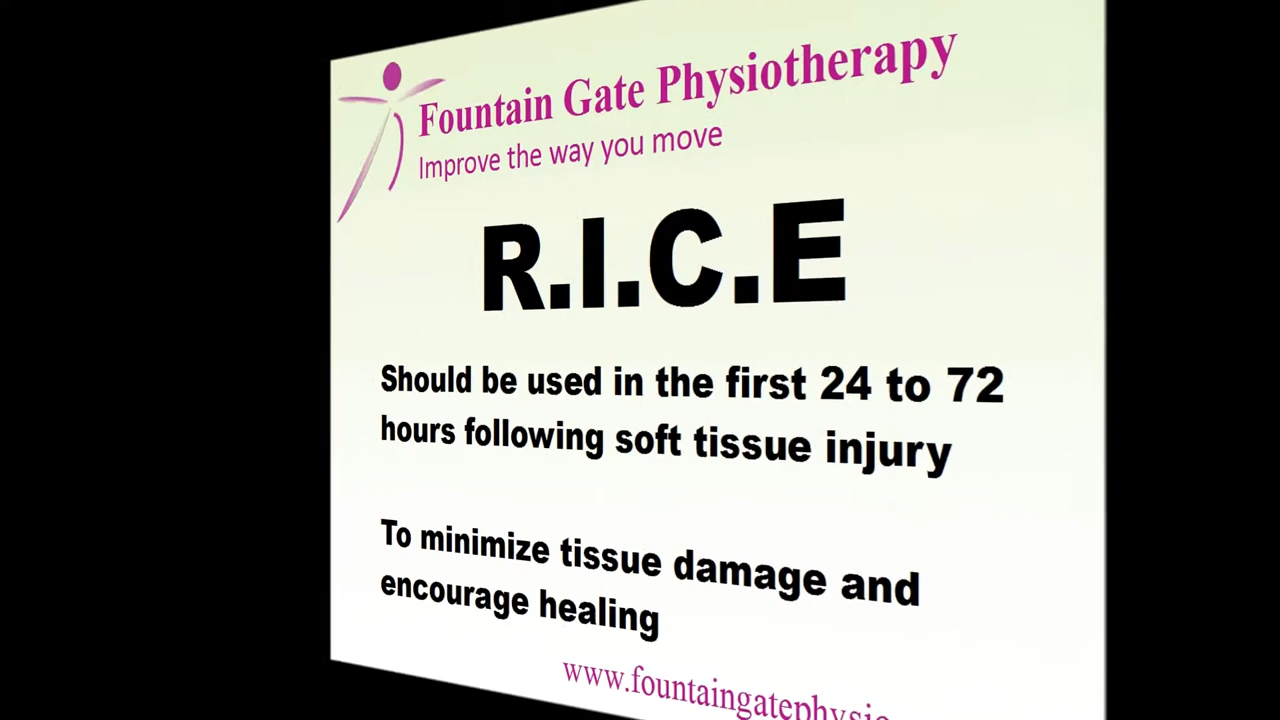 Fountain Gate Physiotherapy
Improve the way you move
R.I.C.E
Should be used in the first 24 to 72
hours following soft tissue injury
To minimize tissue damage and
encourage healing